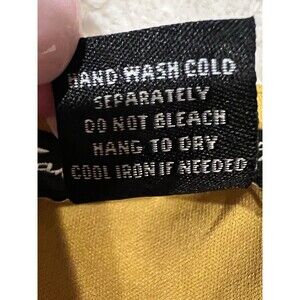 HAND WASH COLD
SEPARATELY
DO NOT BLEACH
HANG TO DRY
COOL IRON IF NEEDED